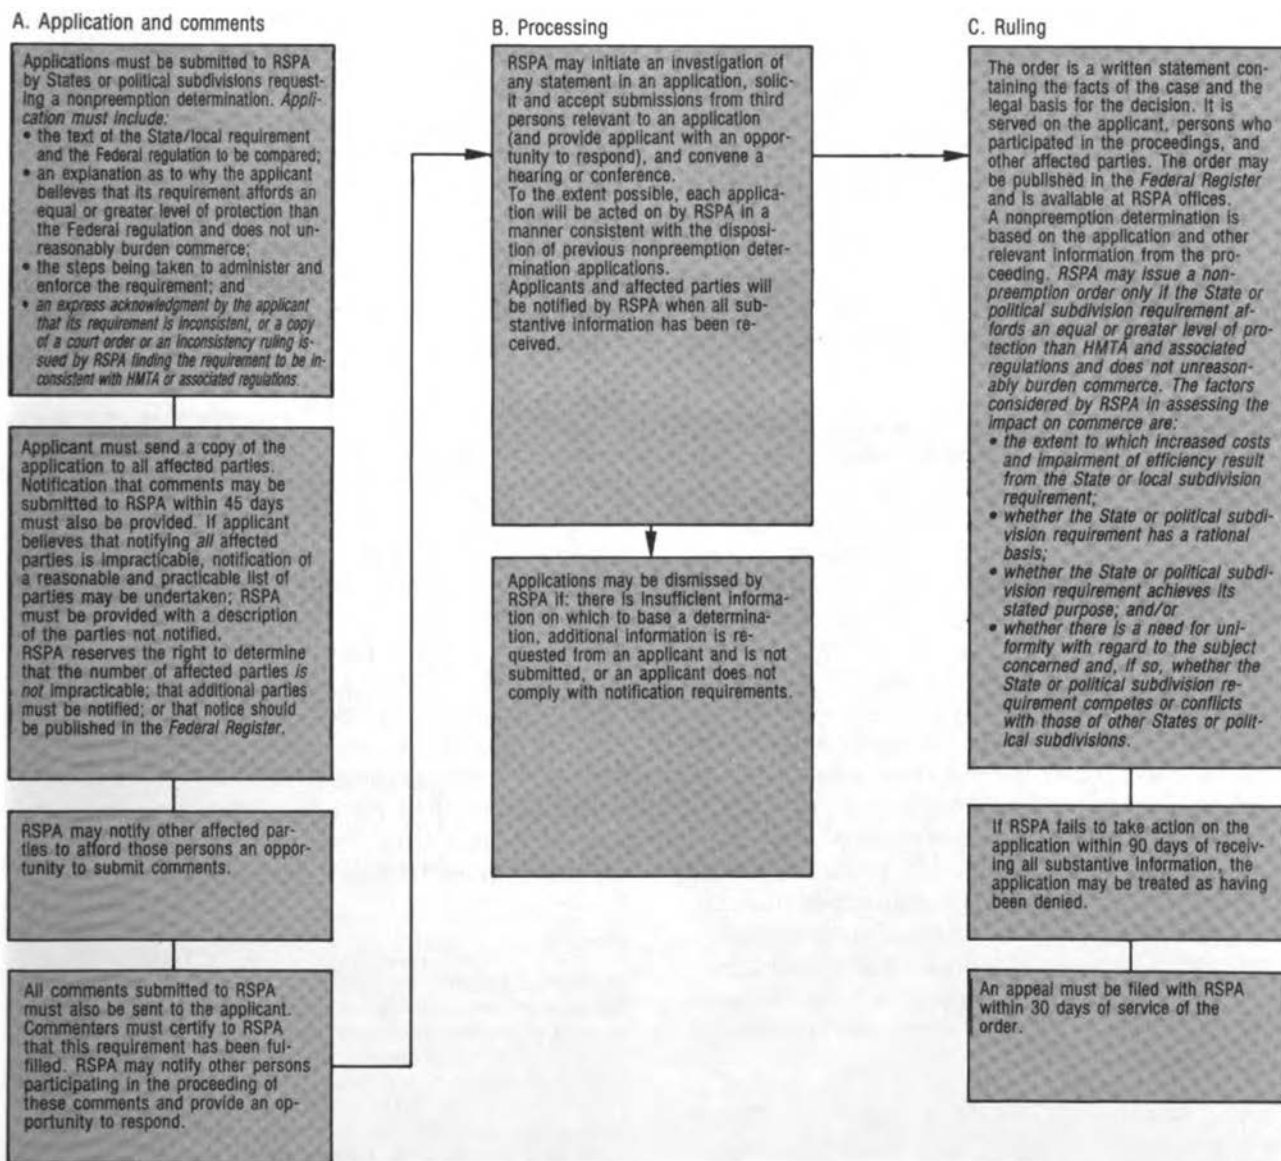 A. Application and comments
Applications must be submitted to RSPA
by States or political subdivisions request-
ing a nonpreemption determination. Appli-
cation must include:
• the text of the State/local requirement
and the Federal regulation to be compared;
• an explanation as to why the applicant
believes that its requirement affords an
equal or greater level of protection than
the Federal regulation and does not un-
reasonably burden commerce;
• the steps being taken to administer and
enforce the requirement; and
• an express acknowledgment by the applicant
that its requirement is inconsistent, or a copy
of a court order or an inconsistency ruling is-
sued by RSPA finding the requirement to be in-
consistent with HMTA or associated regulations.
Applicant must send a copy of the
application to all affected parties.
Notification that comments may be
submitted to RSPA within 45 days
must also be provided. If applicant
believes that notifying all affected
parties is impracticable, notification of
a reasonable and practicable list of
parties may be undertaken; RSPA
must be provided with a description
of the parties not notified.
RSPA reserves the right to determine
that the number of affected parties is
not impracticable; that additional parties
must be notified; or that notice should
be published in the Federal Register.
RSPA may notify other affected par-
ties to afford those persons an oppor-
tunity to submit comments.
All comments submitted to RSPA
must also be sent to the applicant.
Commenters must certify to RSPA
that this requirement has been ful-
filled. RSPA may notify other persons
participating in the proceeding of
these comments and provide an op-
portunity to respond.
B. Processing
RSPA may initiate an investigation of
any statement in an application, solic-
it and accept submissions from third
persons relevant to an application
(and provide applicant with an oppor-
tunity to respond), and convene a
hearing or conference.
To the extent possible, each applica-
tion will be acted on by RSPA in a
manner consistent with the disposi-
tion of previous nonpreemption deter-
mination applications.
Applicants and affected parties will
be notified by RSPA when all sub-
stantive information has been re-
ceived.
Applications may be dismissed by
RSPA if: there is insufficient informa-
tion on which to base a determina-
tion, additional information is re-
quested from an applicant and is not
submitted, or an applicant does not
comply with notification requirements.
C. Ruling
The order is a written statement con-
taining the facts of the case and the
legal basis for the decision. It is
served on the applicant, persons who
participated in the proceedings, and
other affected parties. The order may
be published in the Federal Register
and is available at RSPA offices.
A nonpreemption determination is
based on the application and other
relevant information from the pro-
ceeding. RSPA may issue a non-
preemption order only if the State or
political subdivision requirement af-
fords an equal or greater level of pro-
tection than HMTA and associated
regulations and does not unreason-
ably burden commerce. The factors
considered by RSPA in assessing the
impact on commerce are:
• the extent to which increased costs
and impairment of efficiency result
from the State or local subdivision
requirement;
• whether the State or political subdi-
vision requirement has a rational
basis;
• whether the State or political subdi-
vision requirement achieves its
stated purpose; and/or
• whether there is a need for uni-
formity with regard to the subject
concerned and, if so, whether the
State or political subdivision re-
quirement competes or conflicts
with those of other States or polit-
ical subdivisions.
If RSPA fails to take action on the
application within 90 days of receiv-
ing all substantive information, the
application may be treated as having
been denied.
An appeal must be filed with RSPA
within 30 days of service of the
order.